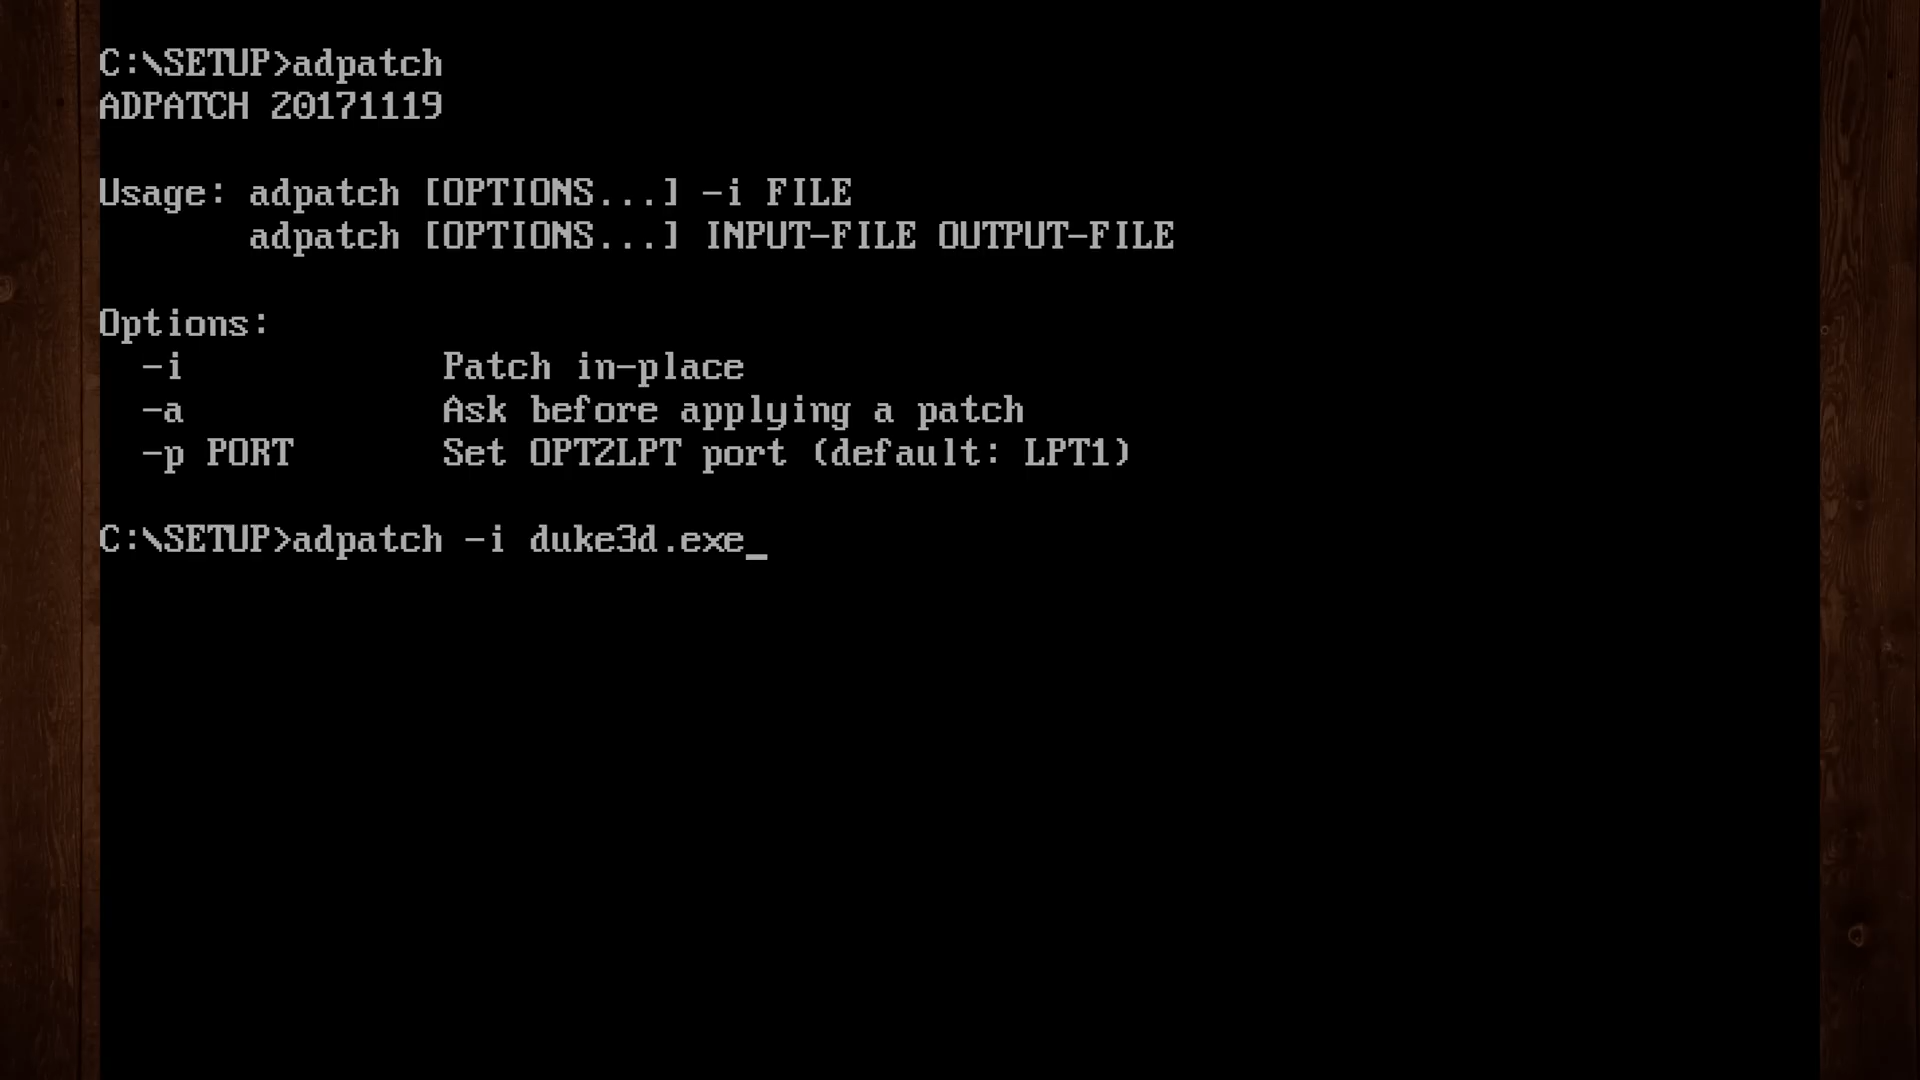 C:\SETUP>adpatch
ADPATCH 20171119
Usage: adpatch [OPTIONS...] -i FILE
adpatch [OPTIONS...] INPUT-FILE OUTPUT-FILE
Options:
-i Patch in-place
-a Ask before applying a patch
-p PORT Set OPT2LPT port (default: LPT1)
C:\SETUP>adpatch -i duke3d.exe_